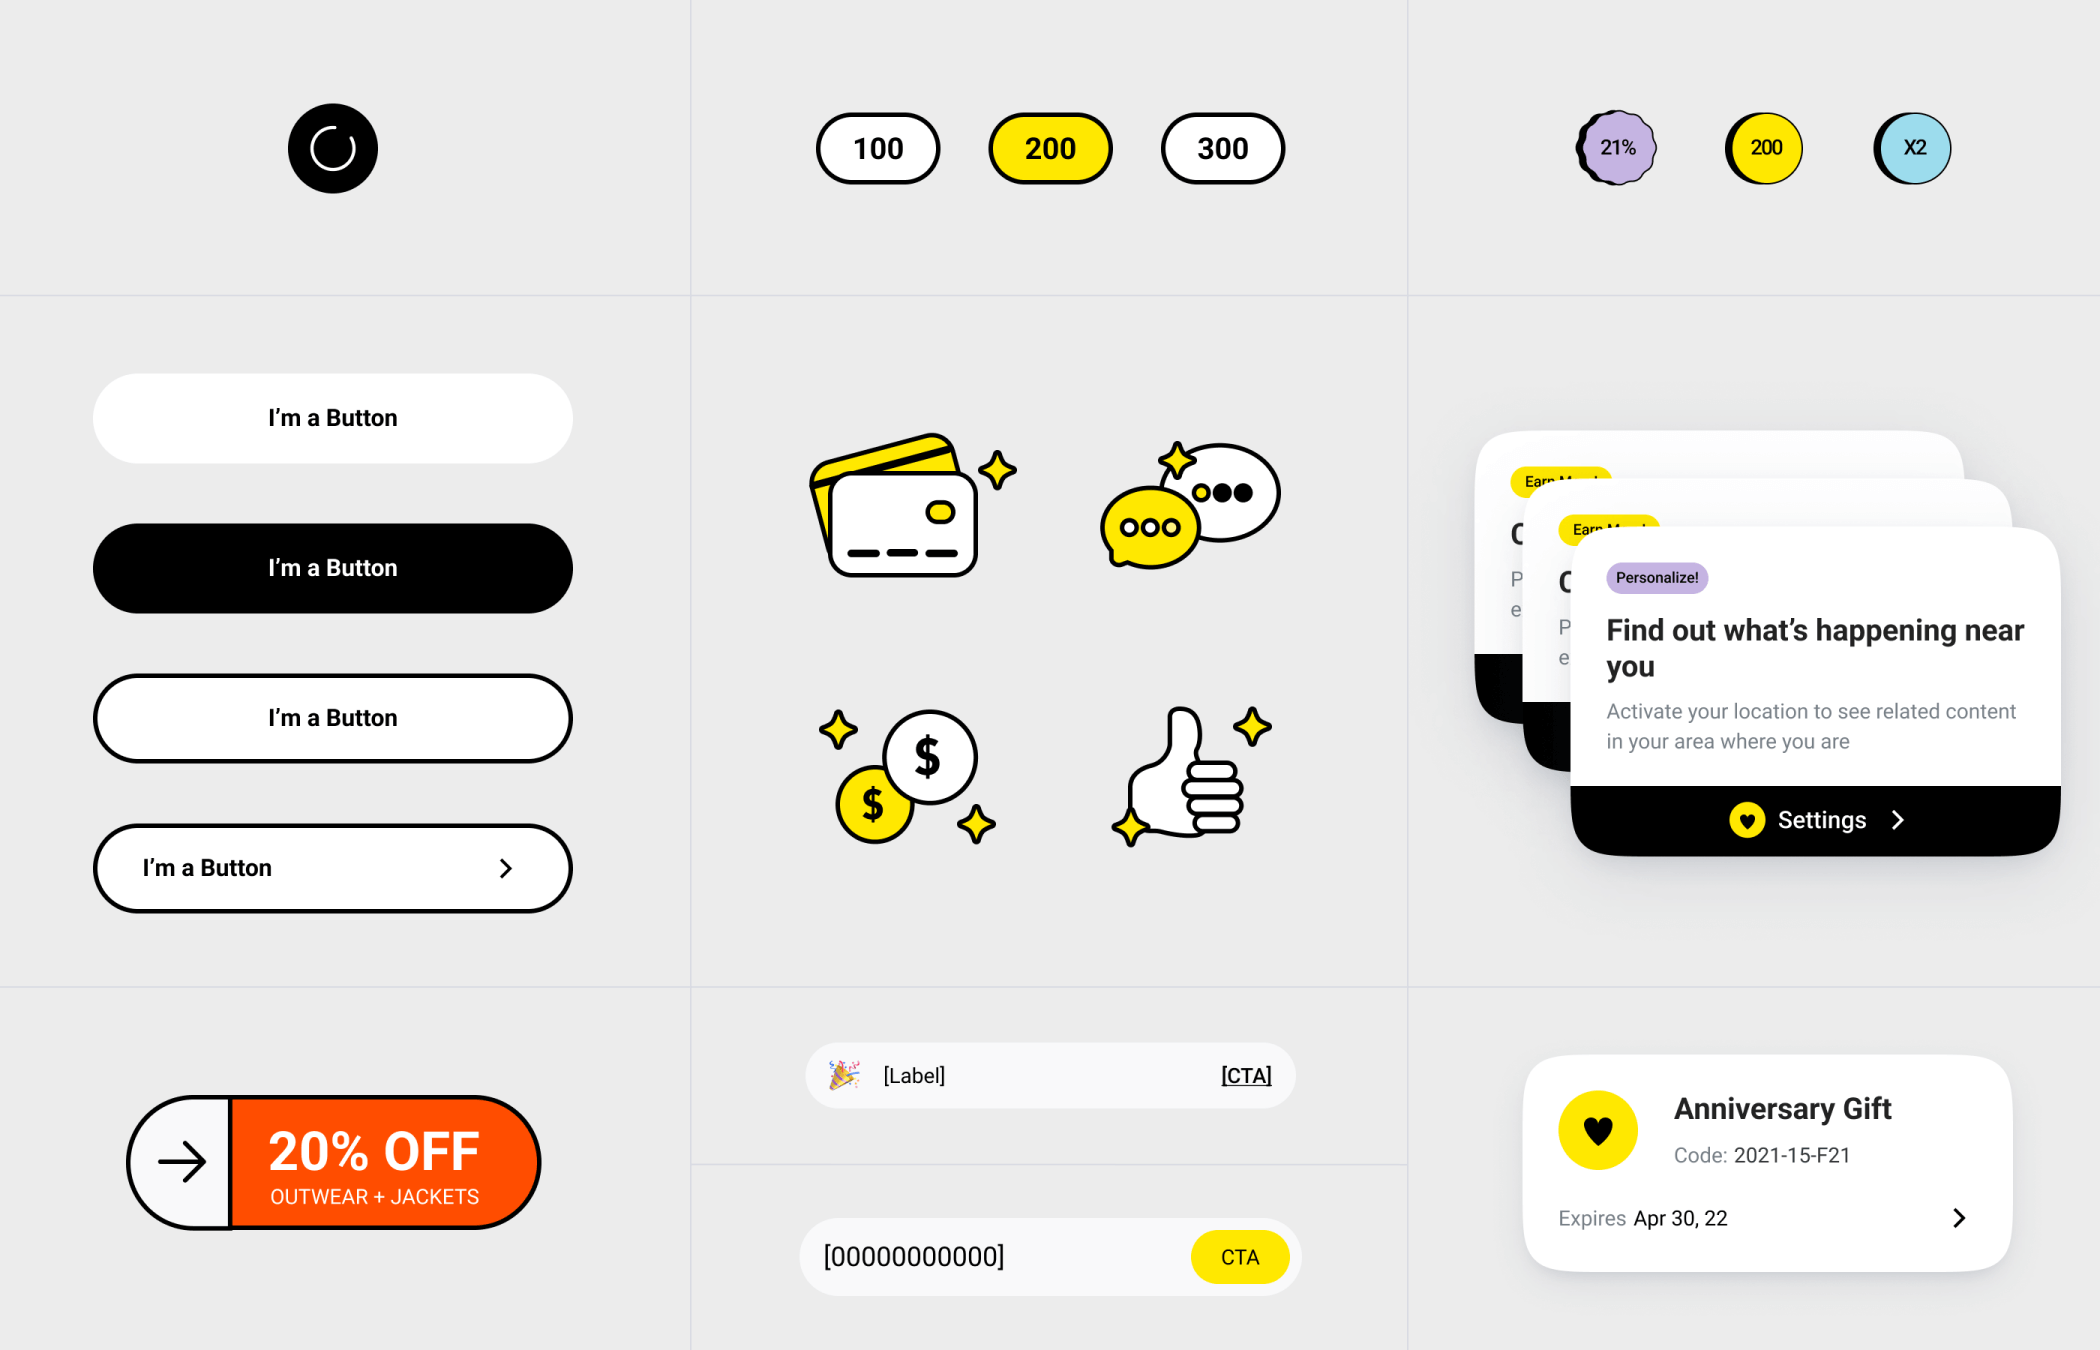 100
200
300
21%
200
X2
I’m a Button
I’m a Button
I’m a Button
I’m a Button
$
$
Earn
Earn
Personalize!
Find out what’s happening near
you
Activate your location to see related content
in your area where you are
Settings
20% OFF
OUTWEAR + JACKETS
[Label]
[CTA]
[00000000000]
CTA
Anniversary Gift
Code: 2021-15-F21
Expires Apr 30, 22